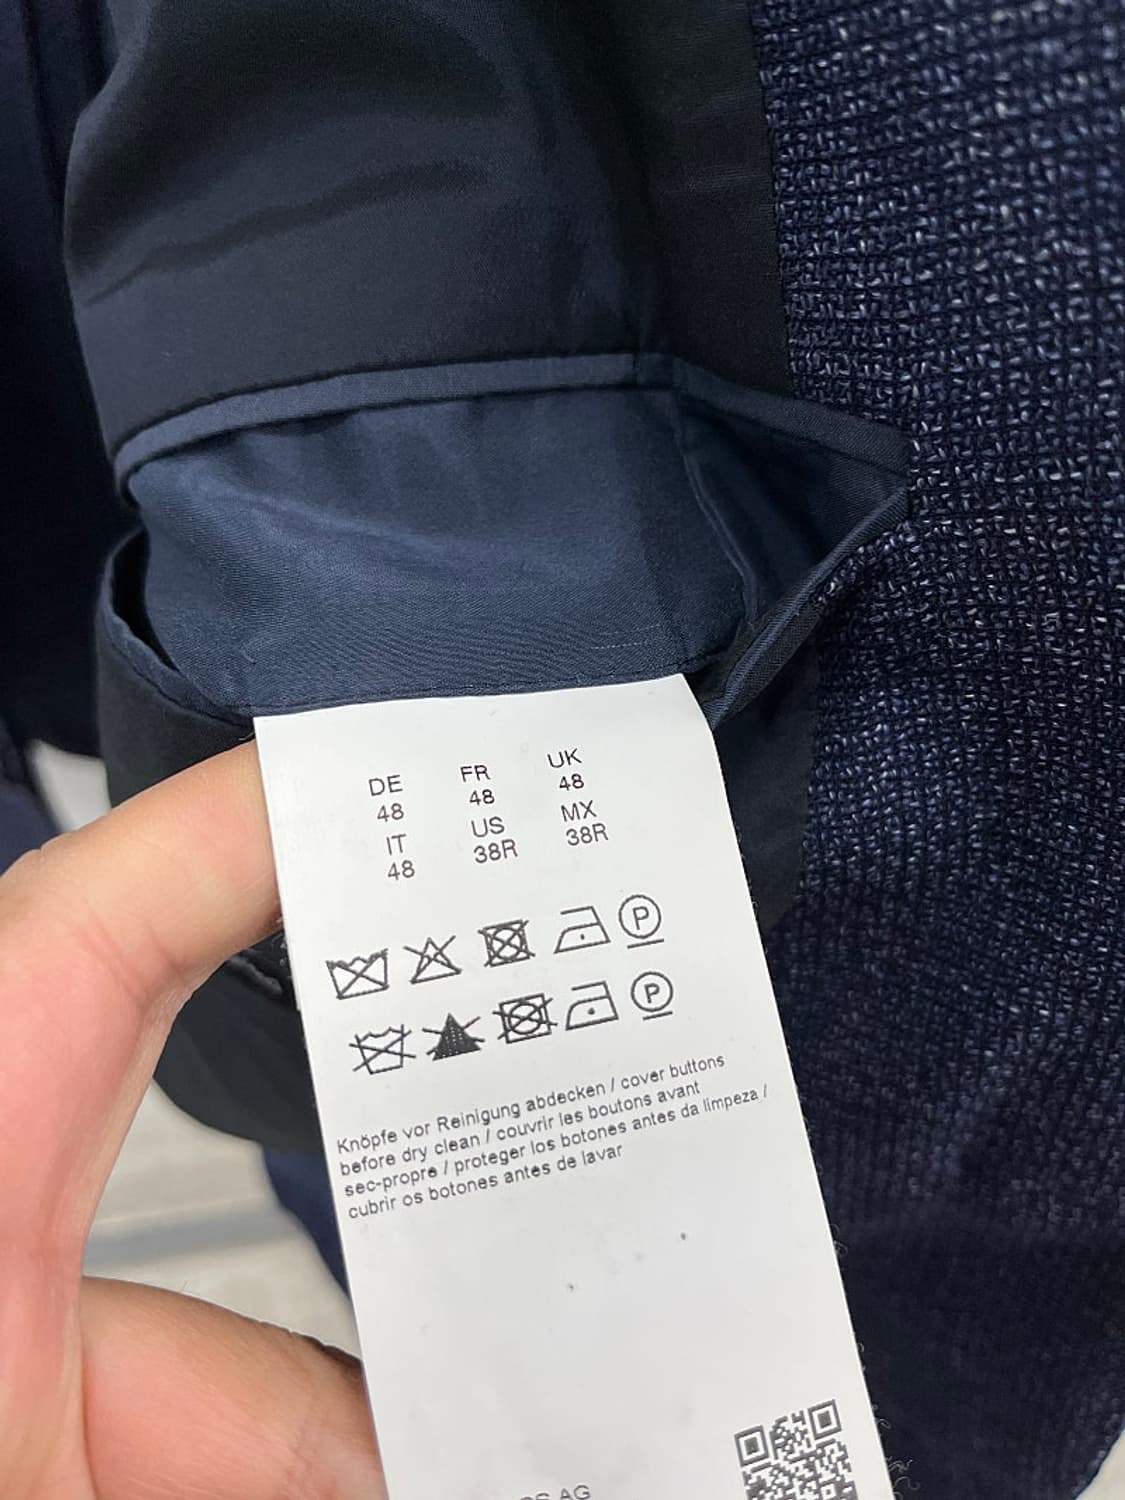 DE FR UK
48 48 48
IT US MX
48 38R 38R
P
P
Knöpfe vor Reinigung abdecken / cover buttons
before dry clean / couvrir les boutons avant
sec-propre / proteger los botones antes da limpeza /
cubrir os botones antes de lavar
AG